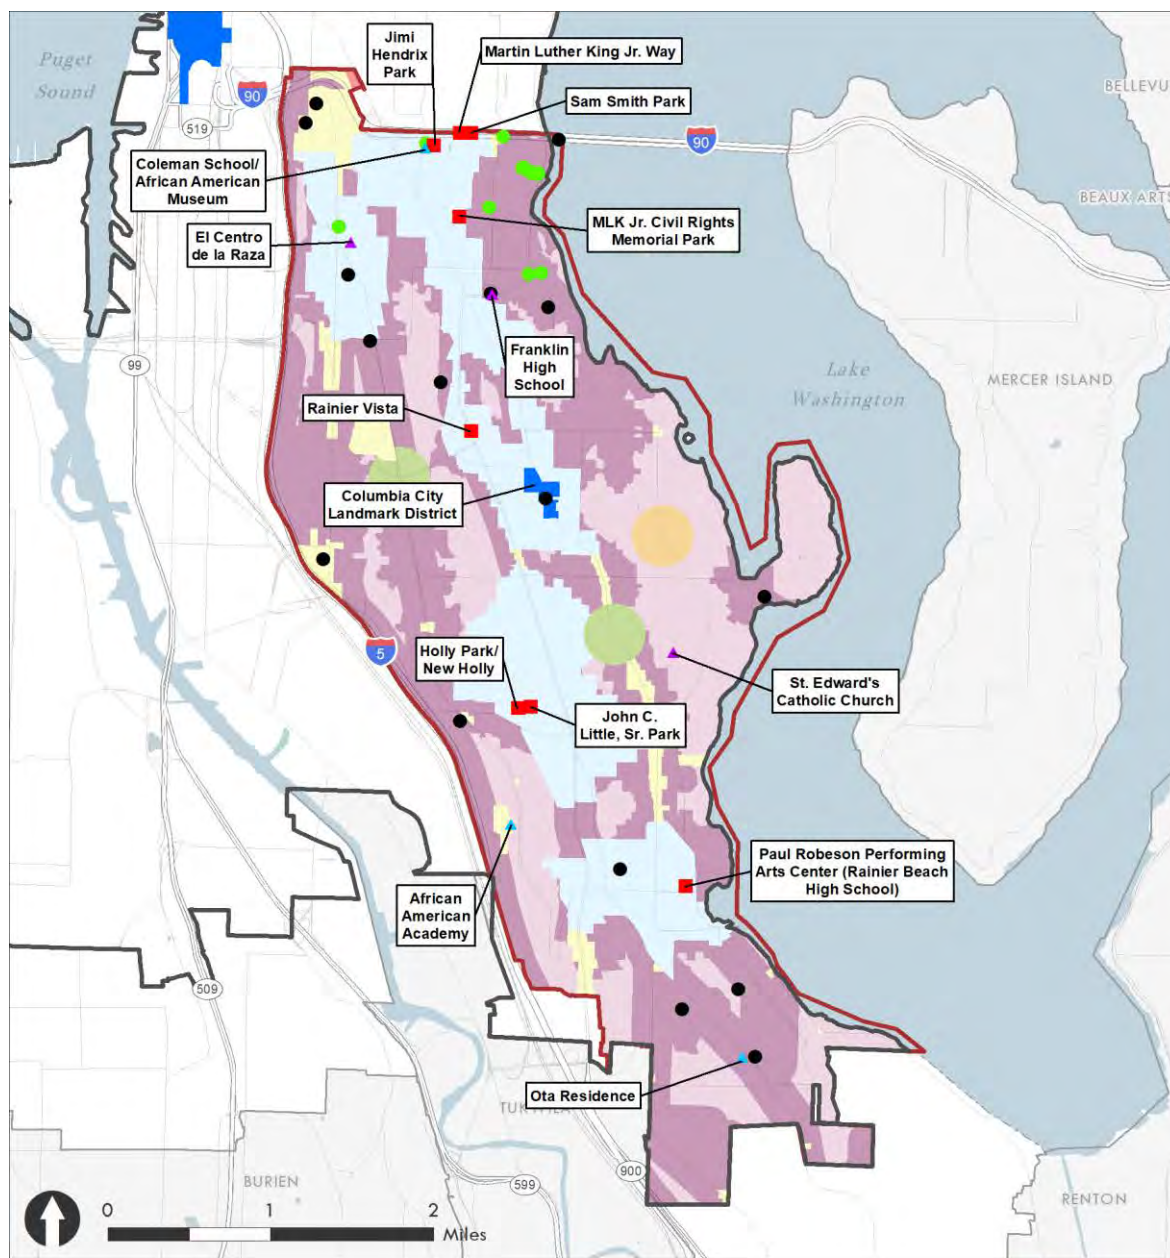 Puget
Sound
90
519
Jimi
Hendrix
Park
Martin Luther King Jr. Way
Sam Smith Park
BELLEVU
90
Coleman School/
African American
Museum
BEAUX ARTS
El Centro
de la Raza
MLK Jr. Civil Rights
Memorial Park
99
Franklin
High
School
Lake
Washington
MERCER ISLAND
Rainier Vista
Columbia City
Landmark District
5
Holly Park/
New Holly
St. Edward's
Catholic Church
John C.
Little, Sr. Park
Paul Robeson Performing
Arts Center (Rainier Beach
High School)
African
American
Academy
509
Ota Residence
TUKWILA
BURIEN
900
599
RENTON
0
1
2
Miles